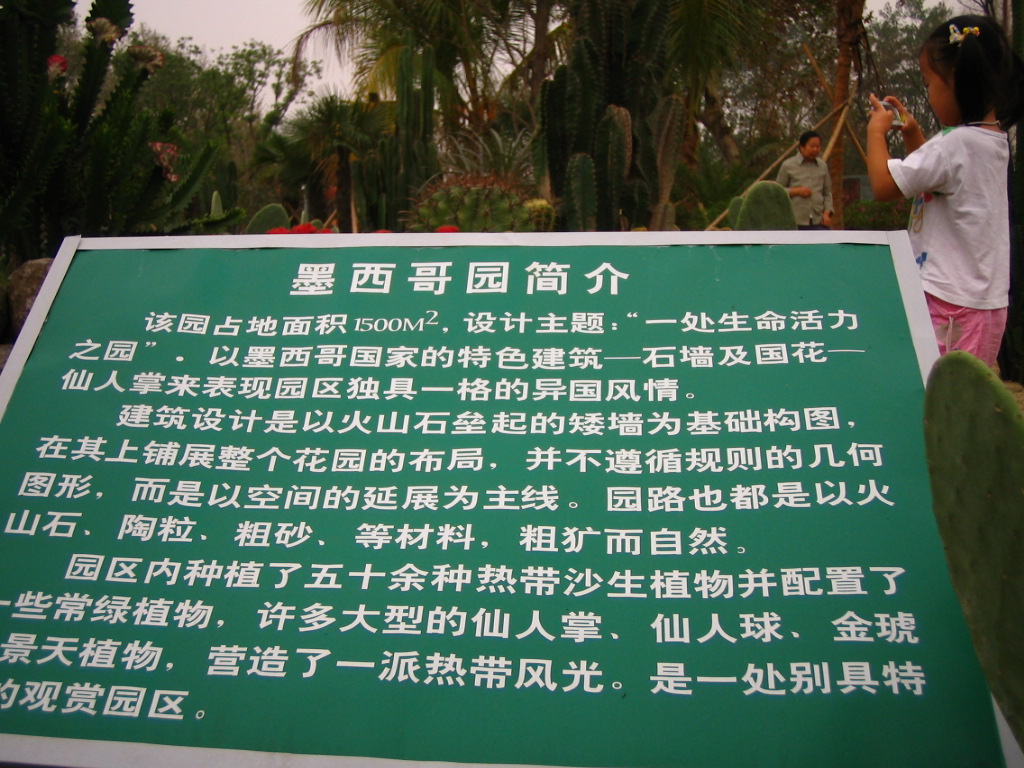 墨西哥园简介
该园占地面积1500M²，设计主题：“一处生命活力
之园”．以墨西哥国家的特色建筑—石墙及国花—
仙人掌来表现园区独具一格的异国风情。
建筑设计是以火山石垒起的矮墙为基础构图，
在其上铺展整个花园的布局，并不遵循规则的几何
图形，而是以空间的延展为主线。园路也都是以火
山石、陶粒、粗砂、等材料，粗犷而自然。
园区内种植了五十余种热带沙生植物并配置了
一些常绿植物，许多大型的仙人掌、仙人球、金琥
景天植物，营造了一派热带风光。是一处别具特
的观赏园区。